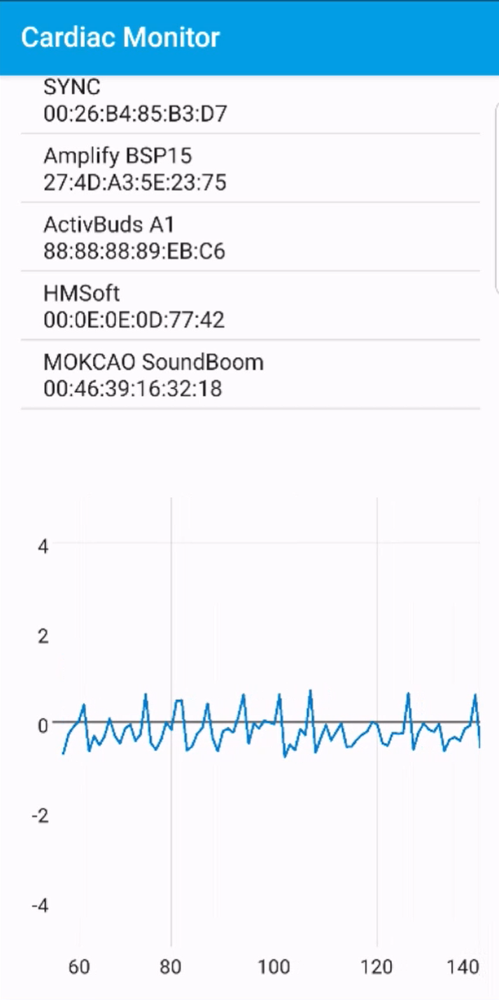 Cardiac Monitor
SYNC
00:26:B4:85:B3:D7
Amplify BSP15
27:4D:A3:5E:23:75
ActivBuds A1
88:88:88:89:EB:C6
HMSoft
00:0E:0E:0D:77:42
MOKCAO SoundBoom
00:46:39:16:32:18
4
2
0
-2
-4
60 80 100 120 140